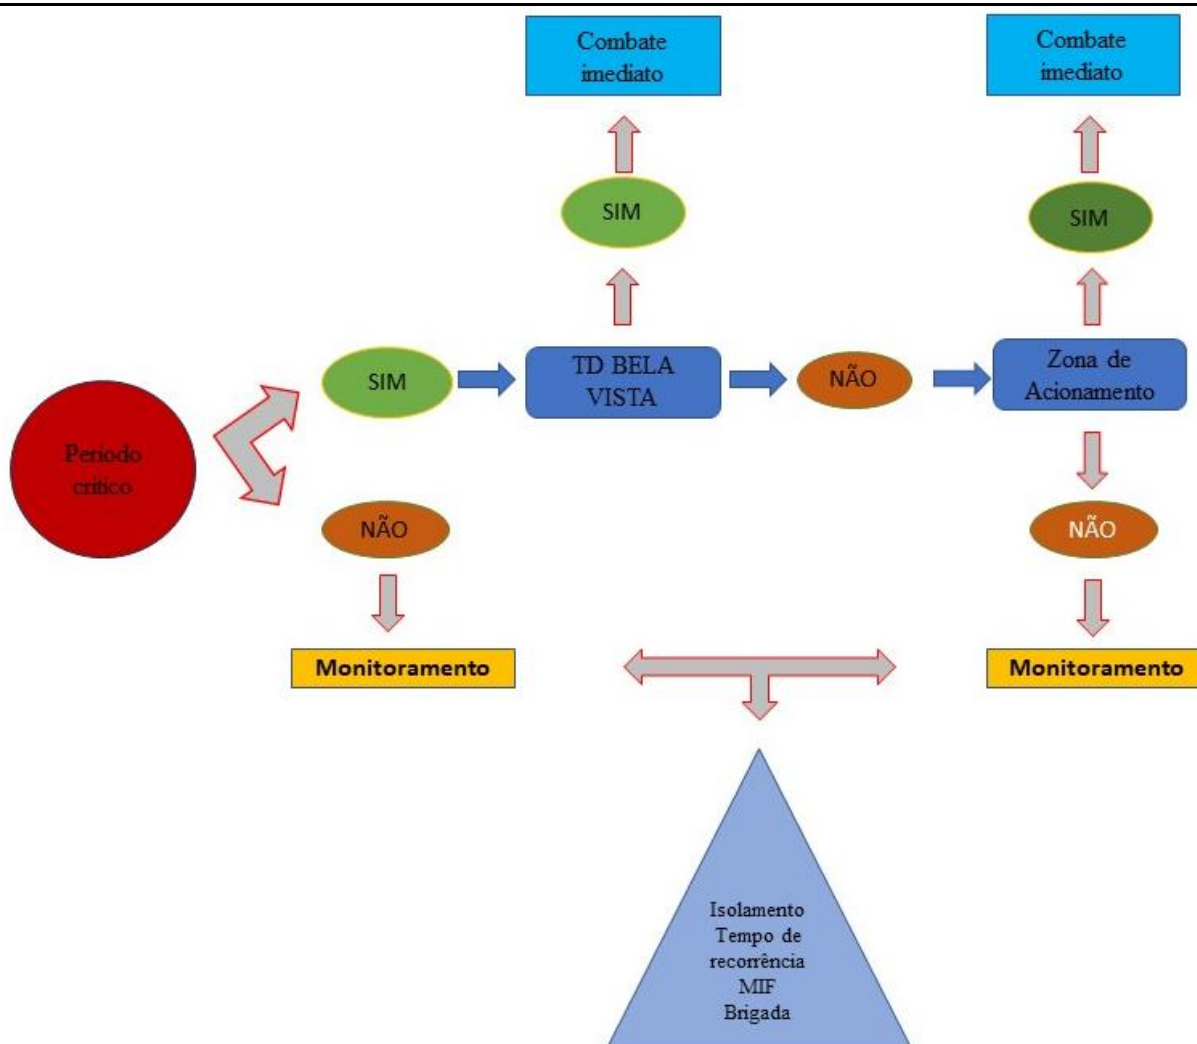 Combate
imediato
Combate
imediato
SIM
SIM
SIM
TD BELA
VISTA
NÃO
Zona de
Acionamento
Período
crítico
NÃO
NÃO
Monitoramento
Monitoramento
Isolamento
Tempo de
recorrência
MIF
Brigada